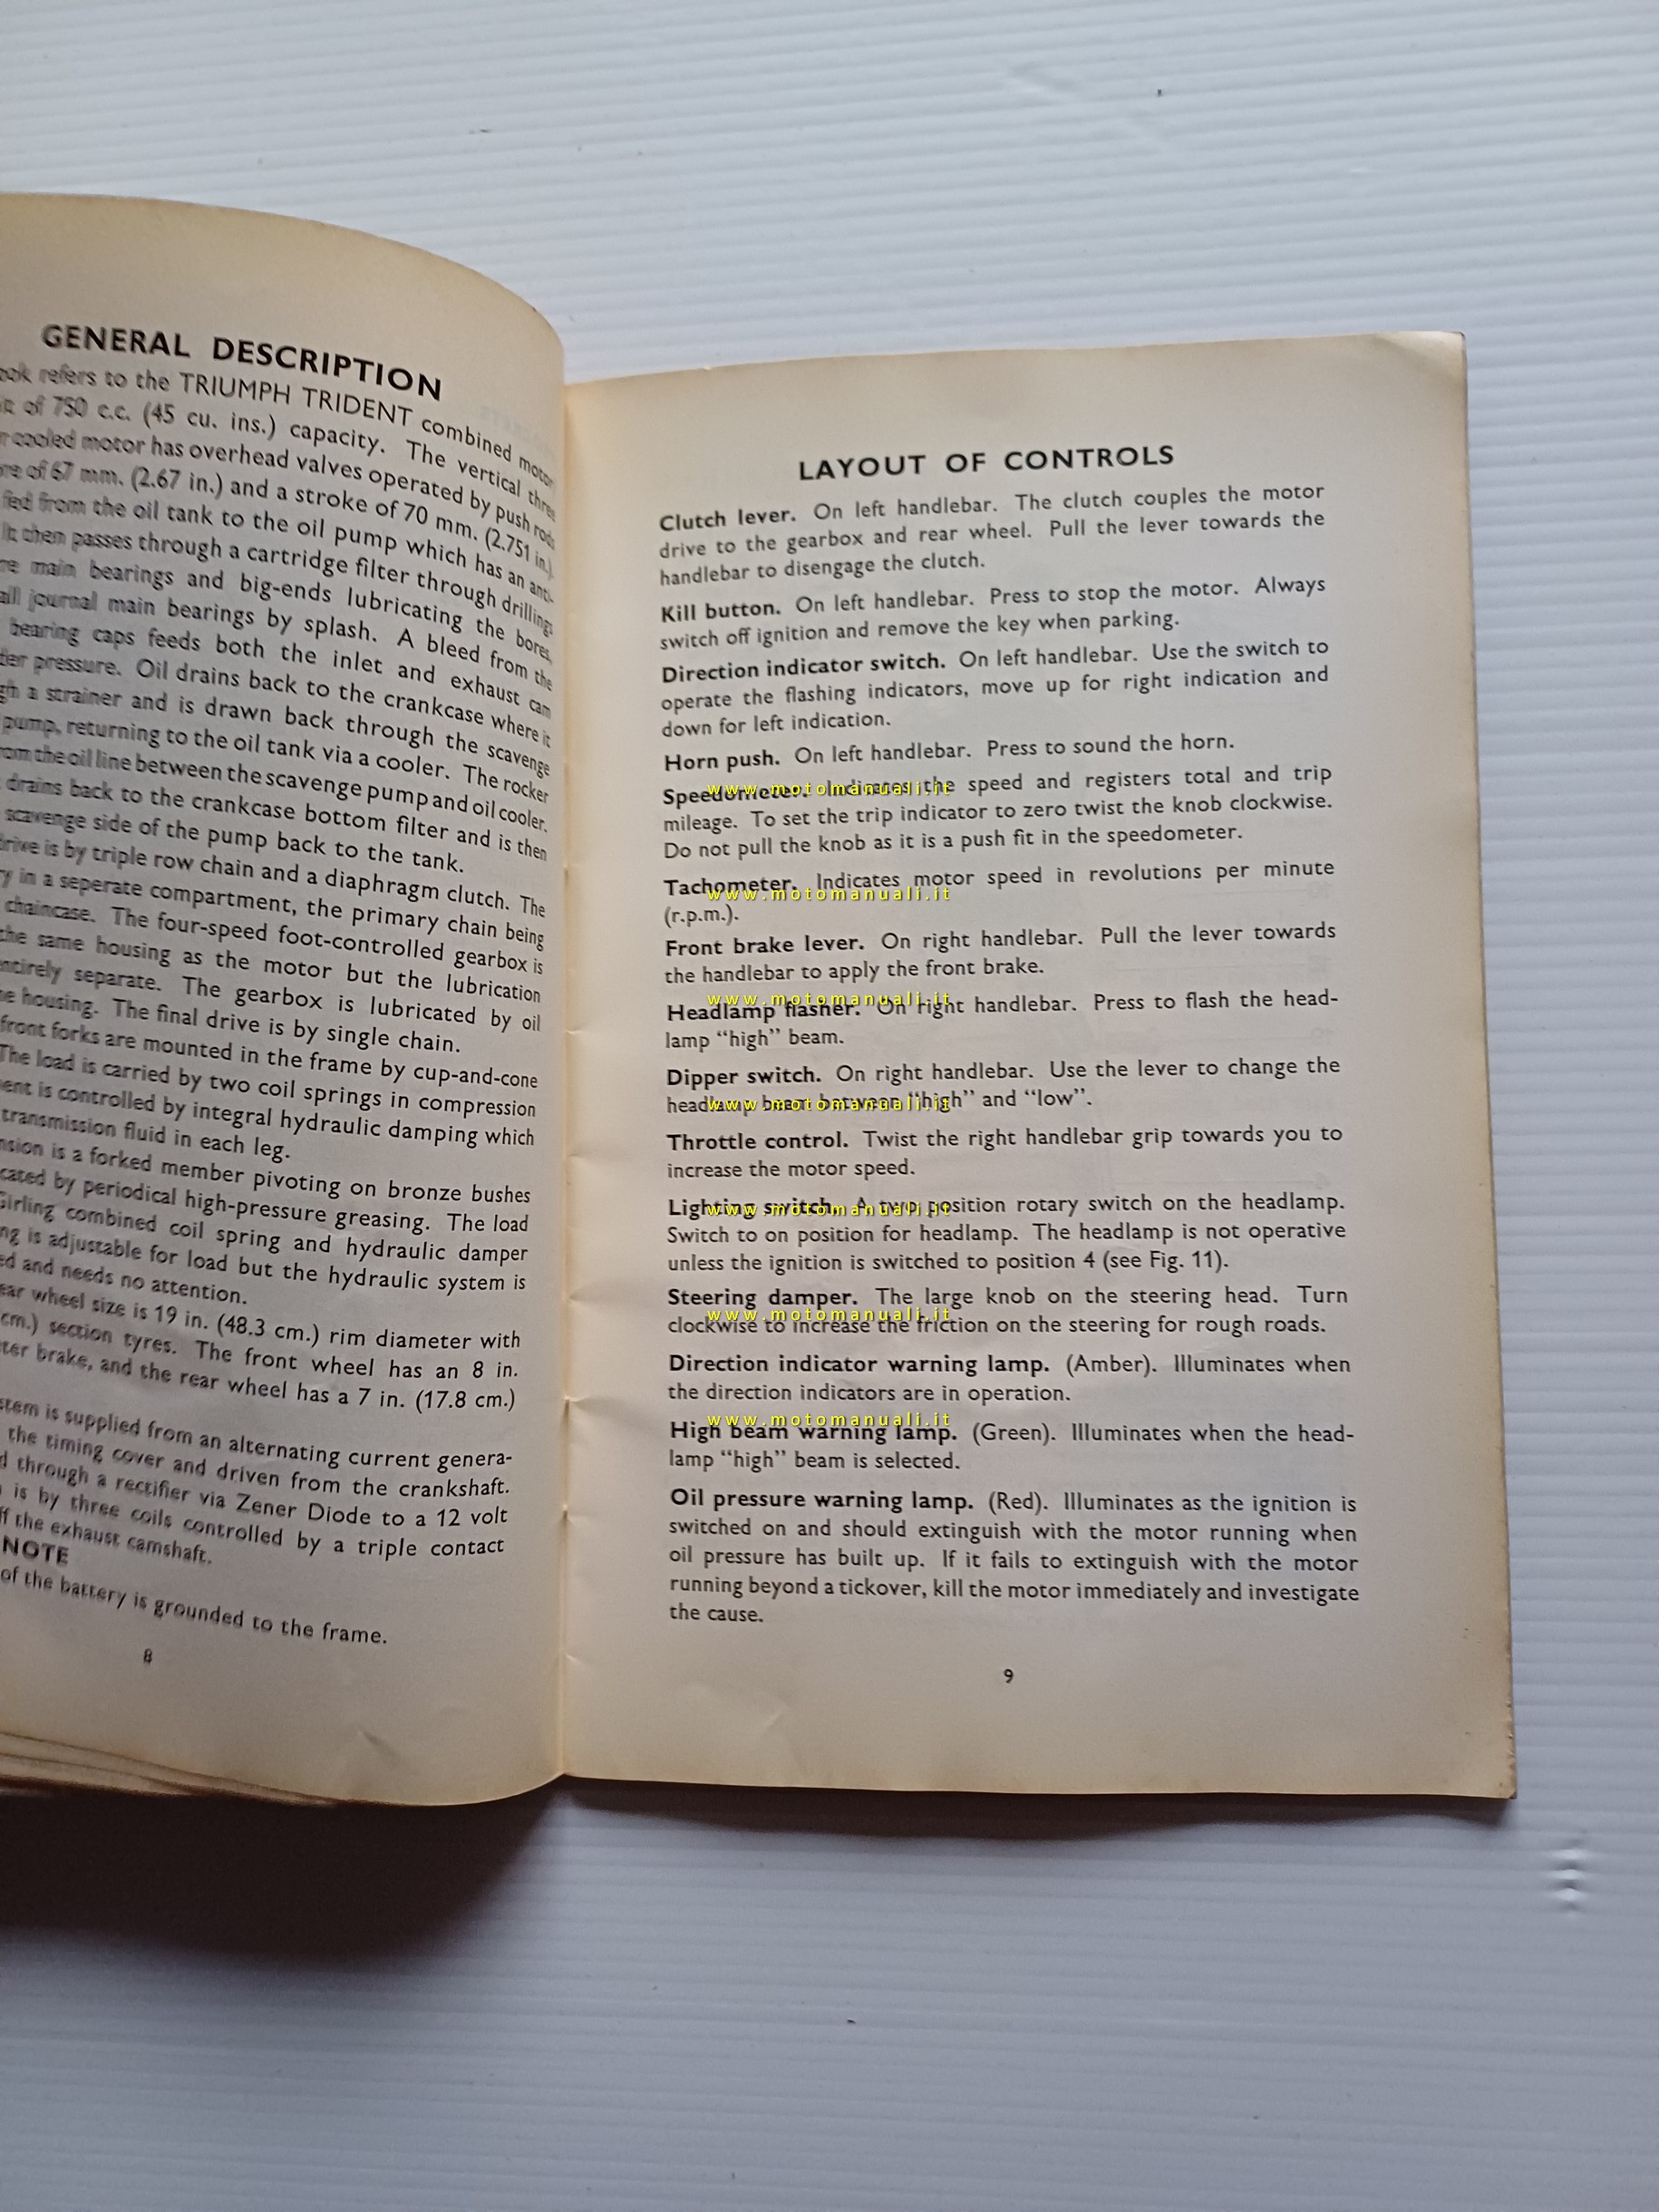 GENERAL DESCRIPTION
refers to the TRIUMPH TRIDENT combined motor
of 750 c.c. (45 cu. ins.) capacity. The vertical three
cooled motor has overhead valves operated by push rods
of 67 mm. (2.67 in.) and a stroke of 70 mm. (2.751 in.)
fed from the oil tank to the oil pump which has an anti-
It then passes through a cartridge filter through drillings
main bearings and big-ends lubricating the bores,
journal main bearings by splash. A bleed from the
bearing caps feeds both the inlet and exhaust cam
pressure. Oil drains back to the crankcase where it
a strainer and is drawn back through the scavenge
pump, returning to the oil tank via a cooler. The rocker
from the oil line between the scavenge pump and oil cooler.
drains back to the crankcase bottom filter and is then
scavenge side of the pump back to the tank.
drive is by triple row chain and a diaphragm clutch. The
in a seperate compartment, the primary chain being
chaincase. The four-speed foot-controlled gearbox is
the same housing as the motor but the lubrication
entirely separate. The gearbox is lubricated by oil
housing. The final drive is by single chain.
front forks are mounted in the frame by cup-and-cone
The load is carried by two coil springs in compression
is controlled by integral hydraulic damping which
transmission fluid in each leg.
is a forked member pivoting on bronze bushes
by periodical high-pressure greasing. The load
Girling combined coil spring and hydraulic damper
is adjustable for load but the hydraulic system is
and needs no attention.
wheel size is 19 in. (48.3 cm.) rim diameter with
cm.) section tyres. The front wheel has an 8 in.
brake, and the rear wheel has a 7 in. (17.8 cm.)
is supplied from an alternating current genera-
the timing cover and driven from the crankshaft.
through a rectifier via Zener Diode to a 12 volt
is by three coils controlled by a triple contact
the exhaust camshaft.
NOTE
of the battery is grounded to the frame.
8
LAYOUT OF CONTROLS
Clutch lever. On left handlebar. The clutch couples the motor
drive to the gearbox and rear wheel. Pull the lever towards the
handlebar to disengage the clutch.
Kill button. On left handlebar. Press to stop the motor. Always
switch off ignition and remove the key when parking.
Direction indicator switch. On left handlebar. Use the switch to
operate the flashing indicators, move up for right indication and
down for left indication.
Horn push. On left handlebar. Press to sound the horn.
Speedometer. Indicates the speed and registers total and trip
www.motomanuali.it
mileage. To set the trip indicator to zero twist the knob clockwise.
Do not pull the knob as it is a push fit in the speedometer.
Tachometer. Indicates motor speed in revolutions per minute
www.motomanuali.it
(r.p.m.).
Front brake lever. On right handlebar. Pull the lever towards
the handlebar to apply the front brake.
www.motomanuali.it
Headlamp flasher. On right handlebar. Press to flash the head-
lamp “high” beam.
Dipper switch. On right handlebar. Use the lever to change the
headlamp beam between “high” and “low”.
www.motomanuali.it
Throttle control. Twist the right handlebar grip towards you to
increase the motor speed.
Lighting switch. A two position rotary switch on the headlamp.
www.motomanuali.it
Switch to on position for headlamp. The headlamp is not operative
unless the ignition is switched to position 4 (see Fig. 11).
Steering damper. The large knob on the steering head. Turn
www.motomanuali.it
clockwise to increase the friction on the steering for rough roads.
Direction indicator warning lamp. (Amber). Illuminates when
the direction indicators are in operation.
www.motomanuali.it
High beam warning lamp. (Green). Illuminates when the head-
lamp “high” beam is selected.
Oil pressure warning lamp. (Red). Illuminates as the ignition is
switched on and should extinguish with the motor running when
oil pressure has built up. If it fails to extinguish with the motor
running beyond a tickover, kill the motor immediately and investigate
the cause.
9